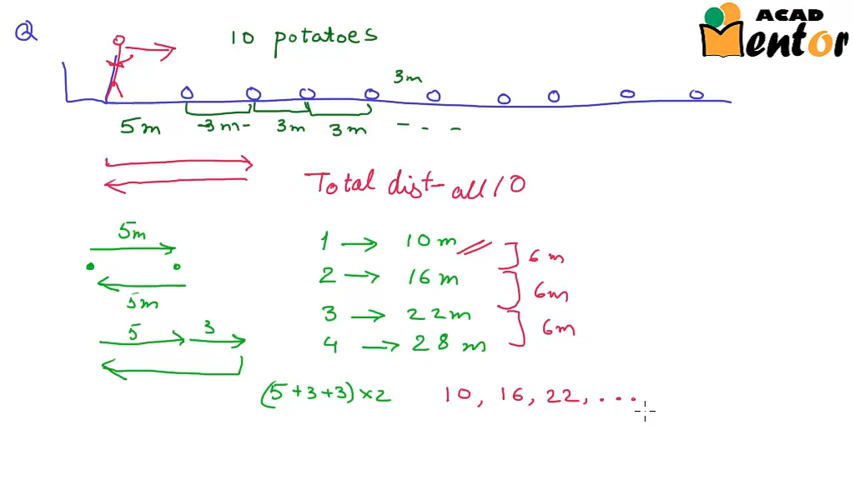 Q
10 potatoes
ACAD
mentor
3m
5m 3m 3m 3m - - -
Total dist- all 10
5m
5m
5 3
1 → 10m
2 → 16m
3 → 22m
4 → 28m
6m
6m
6m
(5+3+3)×2 10, 16, 22, ....